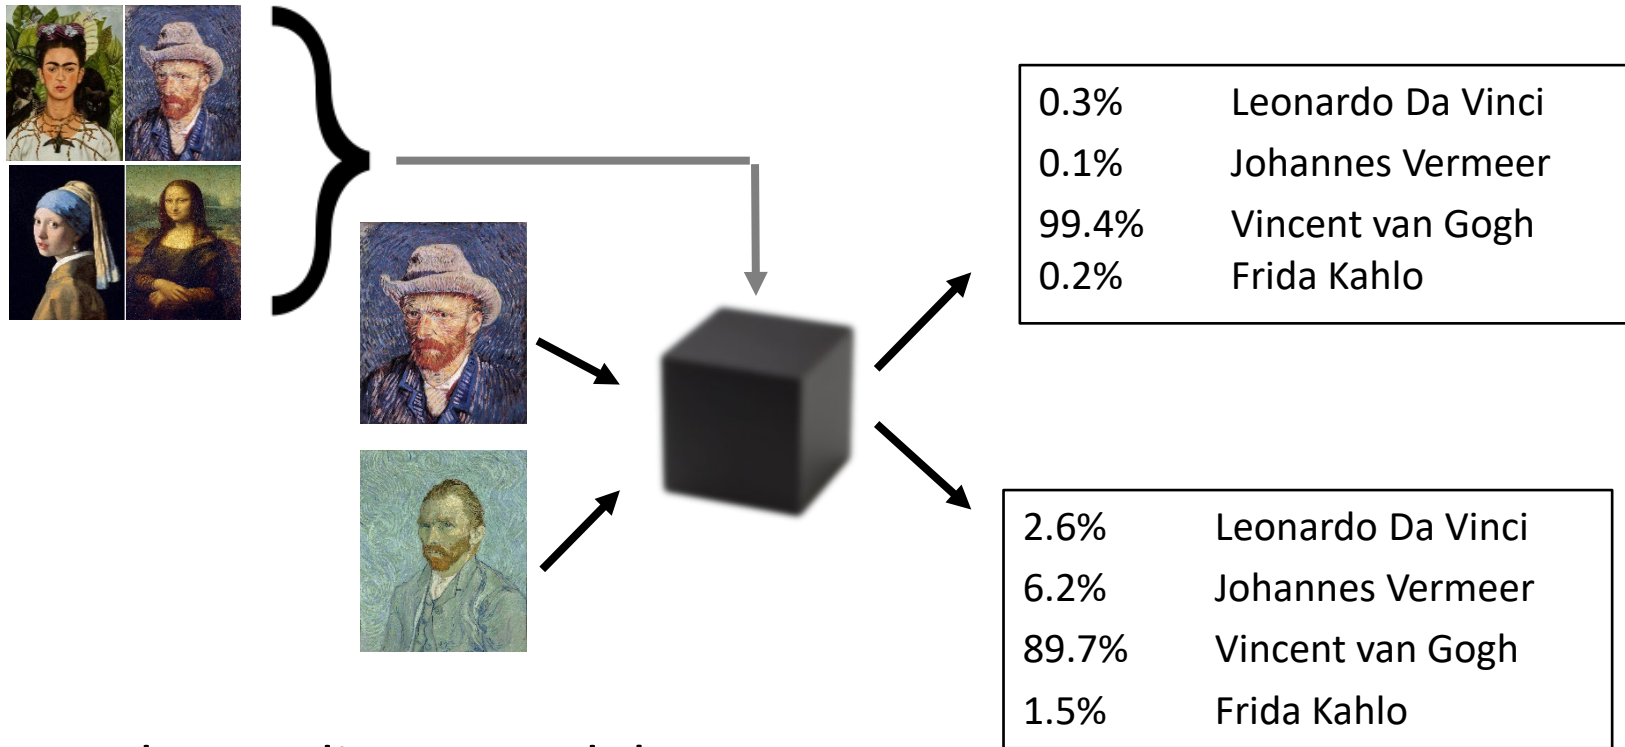 0.3% Leonardo Da Vinci
0.1% Johannes Vermeer
99.4% Vincent van Gogh
0.2% Frida Kahlo
2.6% Leonardo Da Vinci
6.2% Johannes Vermeer
89.7% Vincent van Gogh
1.5% Frida Kahlo